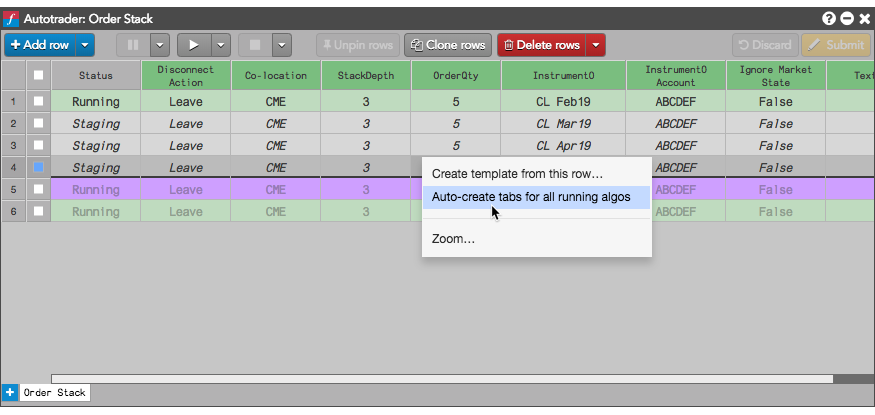 f Autotrader: Order Stack
+ Add row Unpin rows Clone rows Delete rows Discard Submit
Status Disconnect Action Co-location StackDepth OrderQty Instrument0 Instrument0 Account Ignore Market State Text
1 Running Leave CME 3 5 CL Feb19 ABCDEF False
2 Staging Leave CME 3 5 CL Mar19 ABCDEF False
3 Staging Leave CME 3 5 CL Apr19 ABCDEF False
4 Staging Leave CME 3 ABCDEF False
5 Running Leave CME 3 ABCDEF False
6 Running Leave CME 3 ABCDEF False
Create template from this row...
Auto-create tabs for all running algos
Zoom...
+ Order Stack